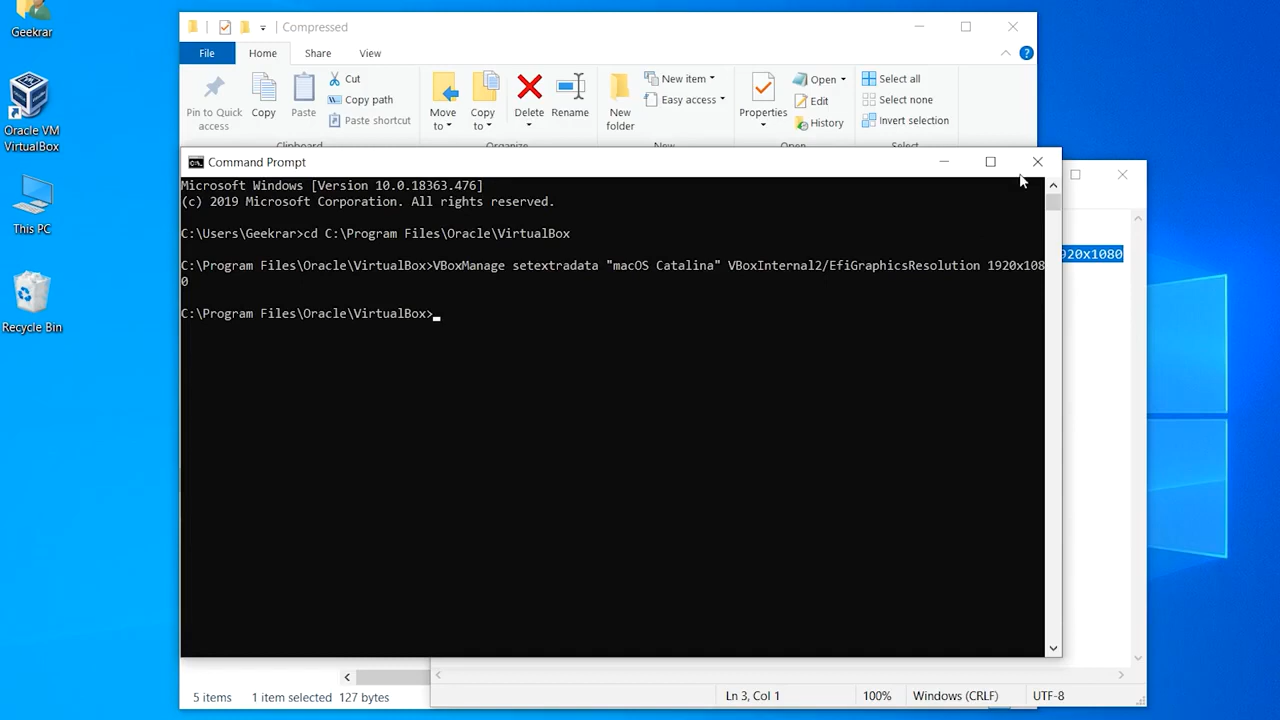 Geekrar
Oracle VM
VirtualBox
This PC
Recycle Bin
Compressed
File
Home
Share
View
Pin to Quick
access
Copy
Paste
Cut
Copy path
Paste shortcut
Clipboard
Move
to
Copy
to
Delete
Rename
Organize
New
folder
New item
Easy access
New
Properties
Open
Edit
History
Open
Select all
Select none
Invert selection
Select
Command Prompt
Microsoft Windows [Version 10.0.18363.476]
(c) 2019 Microsoft Corporation. All rights reserved.
C:\Users\Geekrar>cd C:\Program Files\Oracle\VirtualBox
C:\Program Files\Oracle\VirtualBox>VBoxManage setextradata "macOS Catalina" VBoxInternal2/EfiGraphicsResolution 1920x108
0
C:\Program Files\Oracle\VirtualBox>
920x1080
5 items 1 item selected 127 bytes
Ln 3, Col 1 100% Windows (CRLF) UTF-8